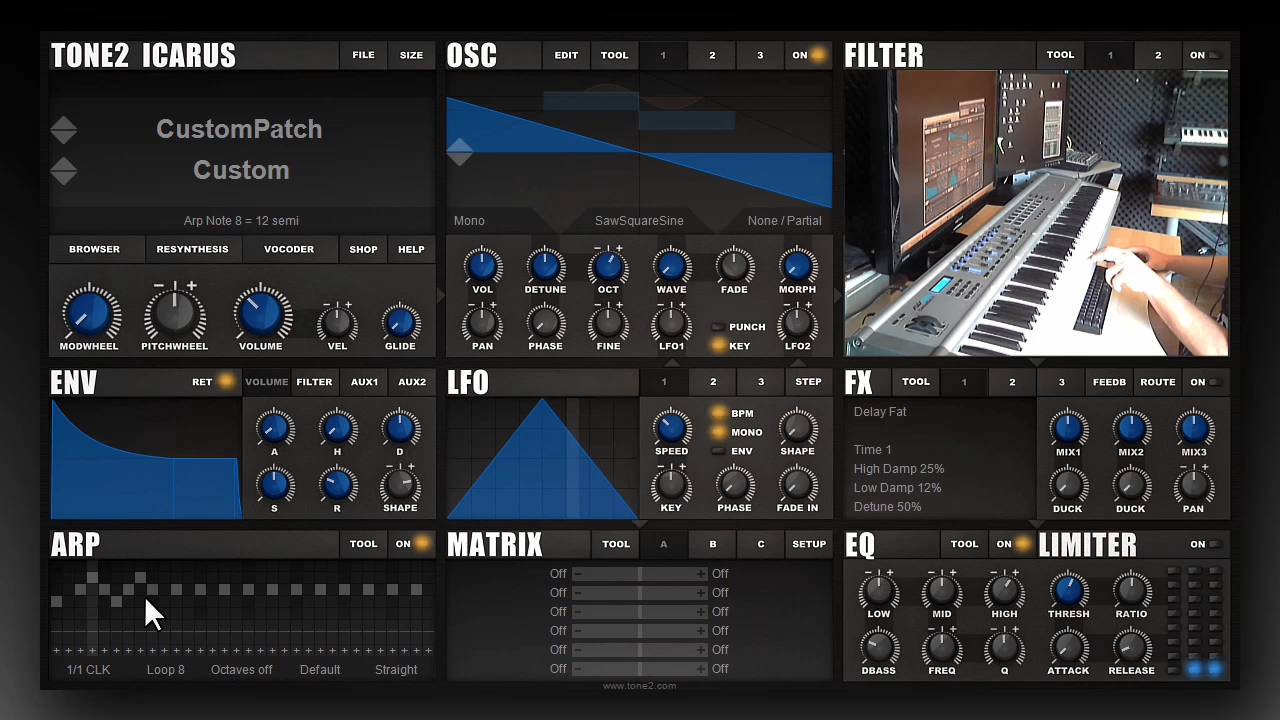 TONE2 ICARUS
FILE
SIZE
CustomPatch
Custom
Arp Note 8 = 12 semi
BROWSER
RESYNTHESIS
VOCODER
SHOP
HELP
MODWHEEL
PITCHWHEEL
VOLUME
VEL
GLIDE
OSC
EDIT
TOOL
1
2
3
ON
Mono
SawSquareSine
None / Partial
VOL
DETUNE
OCT
WAVE
FADE
MORPH
PAN
PHASE
FINE
LFO1
PUNCH
KEY
LFO2
FILTER
TOOL
1
2
ON
ENV
RET
VOLUME
FILTER
AUX1
AUX2
A
H
D
S
R
SHAPE
LFO
1
2
3
STEP
SPEED
BPM
MONO
ENV
SHAPE
KEY
PHASE
FADE IN
FX
TOOL
1
2
3
FEEDB
ROUTE
ON
Delay Fat
Time 1
High Damp 25%
Low Damp 12%
Detune 50%
MIX1
MIX2
MIX3
DUCK
DUCK
PAN
ARP
TOOL
ON
1/1 CLK
Loop 8
Octaves off
Default
Straight
MATRIX
TOOL
A
B
C
SETUP
Off - + Off
Off - + Off
Off - + Off
Off - + Off
Off - + Off
Off - + Off
EQ
TOOL
ON
LOW
MID
HIGH
DBASS
FREQ
Q
LIMITER
ON
THRESH
RATIO
ATTACK
RELEASE
www.tone2.com